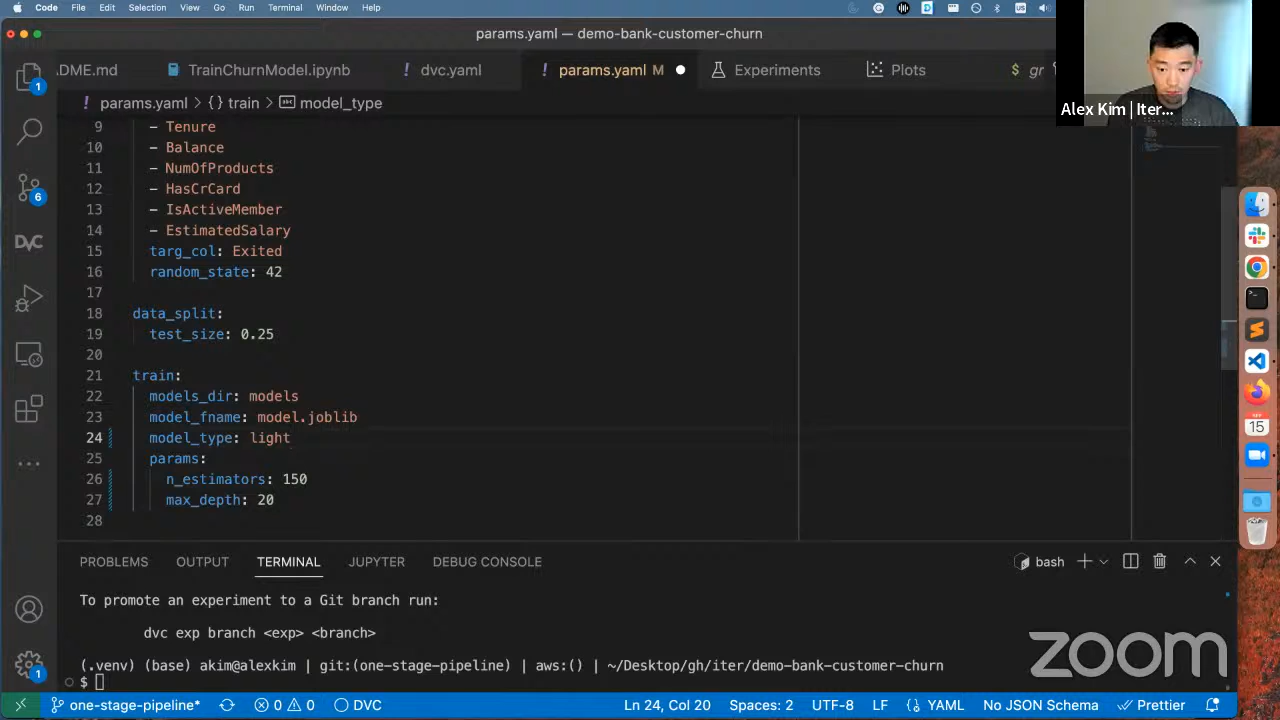 Code File Edit Selection View Go Run Terminal Window Help
params.yaml — demo-bank-customer-churn
DME.md TrainChurnModel.ipynb dvc.yaml params.yaml M Experiments Plots $ gr
params.yaml > {} train > model_type
9 - Tenure
10 - Balance
11 - NumOfProducts
12 - HasCrCard
13 - IsActiveMember
14 - EstimatedSalary
15 targ_col: Exited
16 random_state: 42
17
18 data_split:
19 test_size: 0.25
20
21 train:
22 models_dir: models
23 model_fname: model.joblib
24 model_type: light
25 params:
26 n_estimators: 150
27 max_depth: 20
28
PROBLEMS OUTPUT TERMINAL JUPYTER DEBUG CONSOLE bash
To promote an experiment to a Git branch run:
dvc exp branch <exp> <branch>
(.venv) (base) akim@alexkim | git:(one-stage-pipeline) | aws:() | ~/Desktop/gh/iter/demo-bank-customer-churn
$
one-stage-pipeline* 0 0 DVC Ln 24, Col 20 Spaces: 2 UTF-8 LF {} YAML No JSON Schema Prettier
Alex Kim | Iter...
1
6
DVC
1
15
zoom